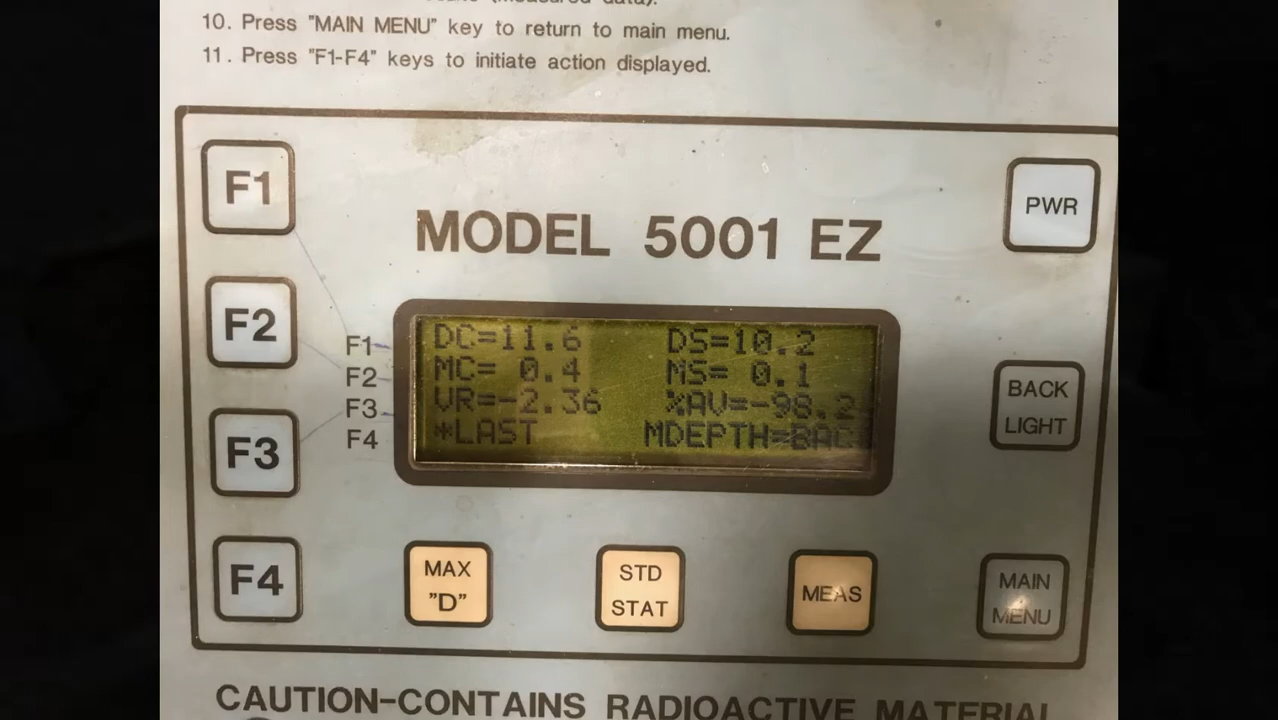 (measured data).
10. Press "MAIN MENU" key to return to main menu.
11. Press "F1-F4" keys to initiate action displayed.
F1
PWR
MODEL 5001 EZ
F2
F1 DC=11.6 DS=10.2
F2 MC= 0.4 MS= 0.1
F3 VR=-2.36 %AV=-98.2
F4 *LAST MDEPTH=BAC
BACK
LIGHT
F3
F4
MAX
"D"
STD
STAT
MEAS
MAIN
MENU
CAUTION-CONTAINS RADIOACTIVE MATERIAL